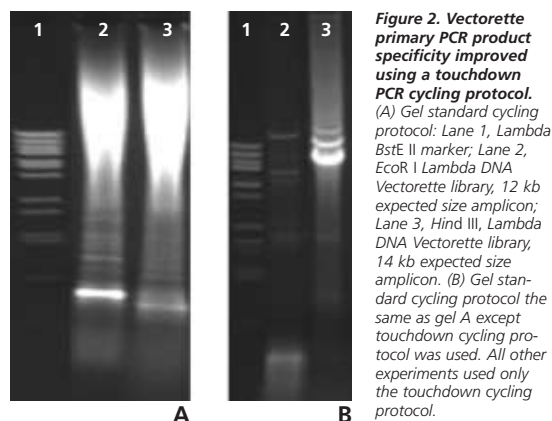 1 2 3
1 2 3
A
B
Figure 2. Vectorette
primary PCR product
specificity improved
using a touchdown
PCR cycling protocol.
(A) Gel standard cycling
protocol: Lane 1, Lambda
BstE II marker; Lane 2,
EcoR I Lambda DNA
Vectorette library, 12 kb
expected size amplicon;
Lane 3, Hind III, Lambda
DNA Vectorette library,
14 kb expected size
amplicon. (B) Gel stan-
dard cycling protocol the
same as gel A except
touchdown cycling pro-
tocol was used. All other
experiments used only
the touchdown cycling
protocol.